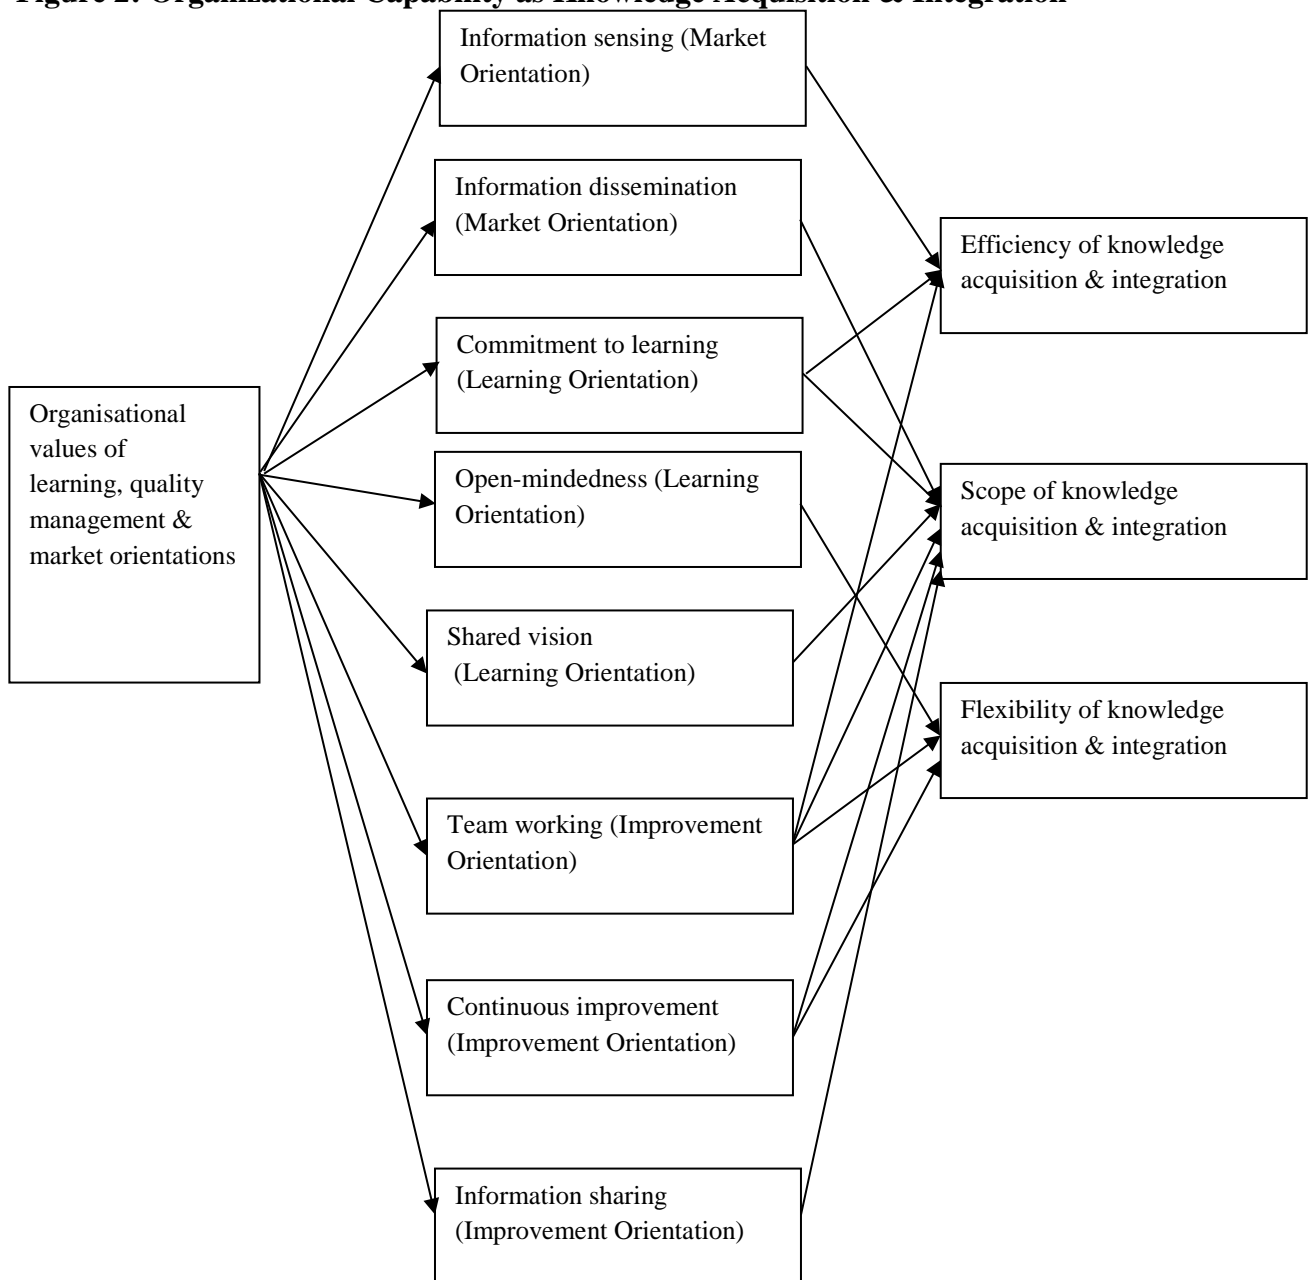 Figure 2: Organizational Capability as Knowledge Acquisition & Integration
Information sensing (Market
Orientation)
Information dissemination
(Market Orientation)
Efficiency of knowledge
acquisition & integration
Commitment to learning
(Learning Orientation)
Organisational
values of
learning, quality
management &
market orientations
Open-mindedness (Learning
Orientation)
Scope of knowledge
acquisition & integration
Shared vision
(Learning Orientation)
Flexibility of knowledge
acquisition & integration
Team working (Improvement
Orientation)
Continuous improvement
(Improvement Orientation)
Information sharing
(Improvement Orientation)